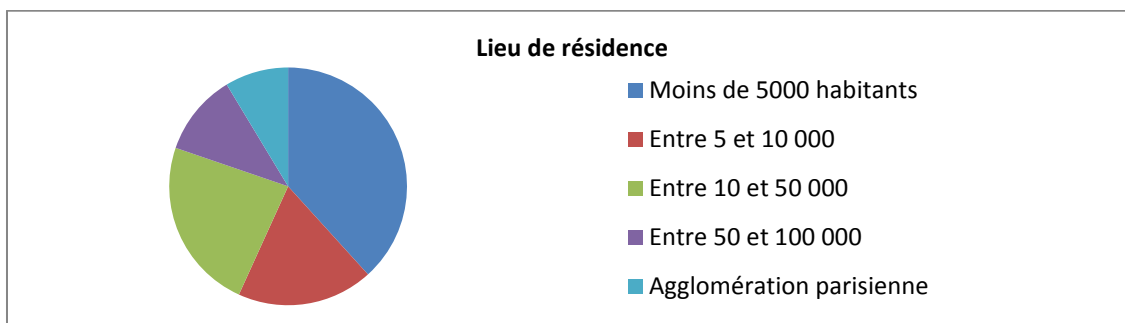 Lieu de résidence
Moins de 5000 habitants
Entre 5 et 10 000
Entre 10 et 50 000
Entre 50 et 100 000
Agglomération parisienne